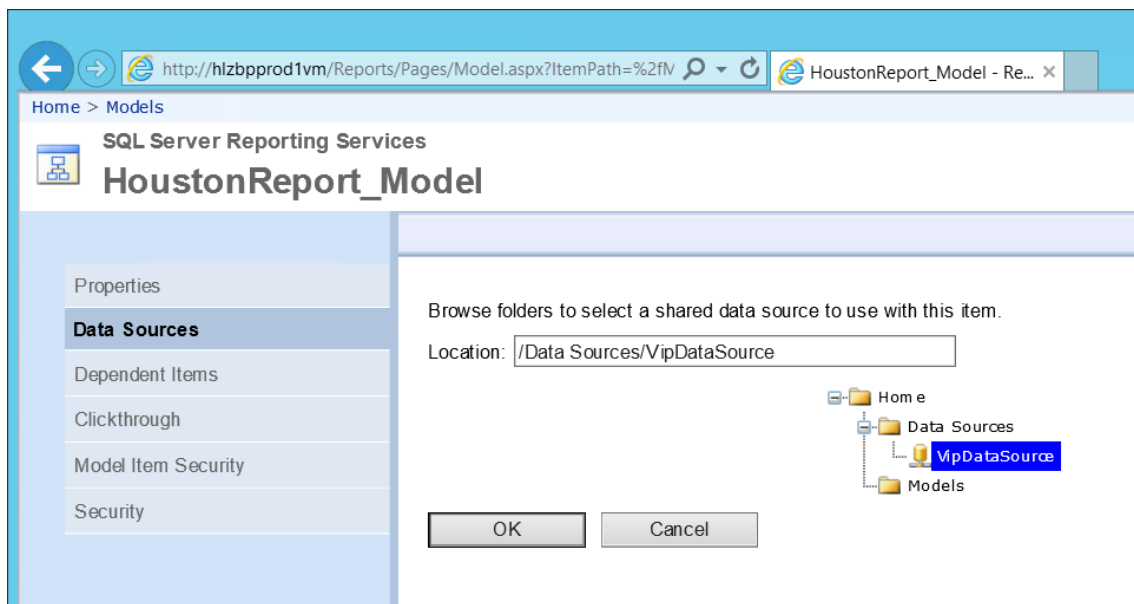 http://hlzbpprod1vm/Reports/Pages/Model.aspx?ItemPath=%2fM
HoustonReport_Model - Re...
Home > Models
SQL Server Reporting Services
HoustonReport_Model
Properties
Data Sources
Dependent Items
Clickthrough
Model Item Security
Security
Browse folders to select a shared data source to use with this item.
Location: /Data Sources/VipDataSource
Home
Data Sources
VipDataSource
Models
OK Cancel